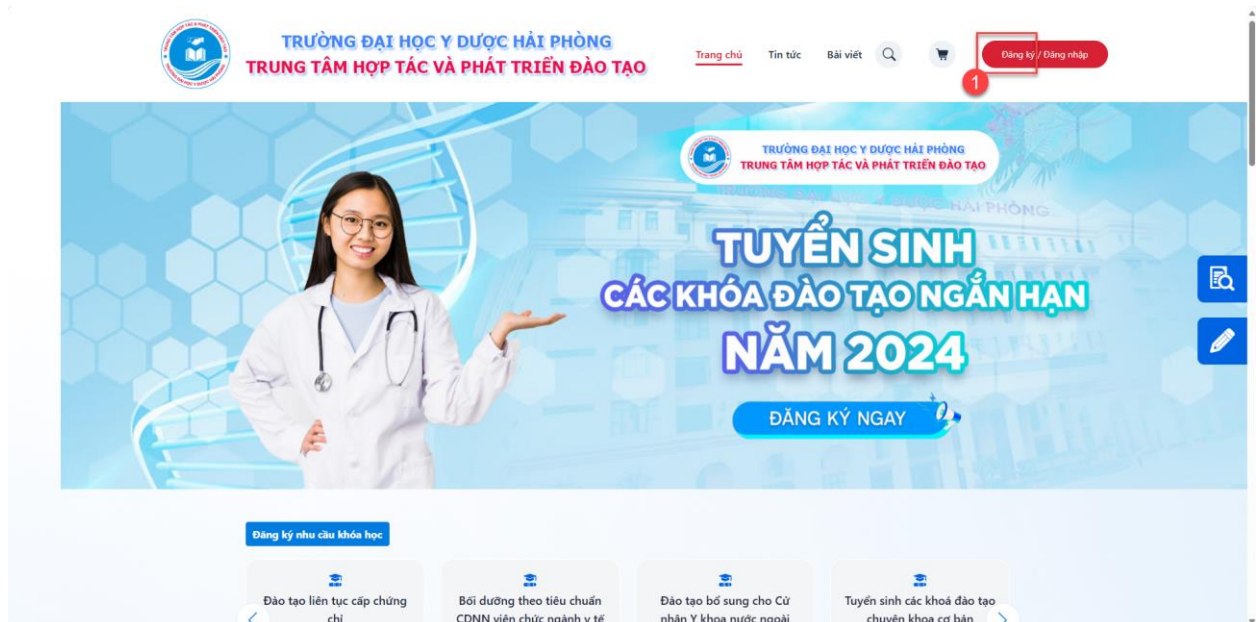 TRƯỜNG ĐẠI HỌC Y DƯỢC HẢI PHÒNG
TRUNG TÂM HỢP TÁC VÀ PHÁT TRIỂN ĐÀO TẠO
Trang chủ Tin tức Bài viết Đăng ký / Đăng nhập
1
TRƯỜNG ĐẠI HỌC Y DƯỢC HẢI PHÒNG
TRUNG TÂM HỢP TÁC VÀ PHÁT TRIỂN ĐÀO TẠO
TUYỂN SINH
CÁC KHÓA ĐÀO TẠO NGẮN HẠN
NĂM 2024
ĐĂNG KÝ NGAY
Đăng ký nhu cầu khóa học
Đào tạo liên tục cấp chứng
chỉ
Bồi dưỡng theo tiêu chuẩn
CDNN viên chức ngành y tế
Đào tạo bổ sung cho Cử
nhân Y khoa nước ngoài
Tuyển sinh các khoá đào tạo
chuyên khoa cơ bản